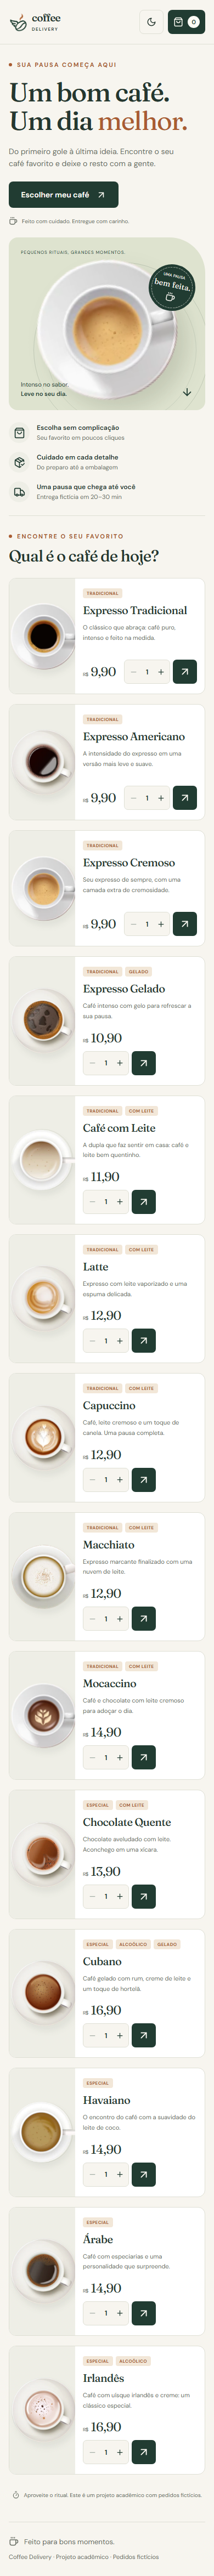 coffee
DELIVERY
0
SUA PAUSA COMEÇA AQUI
Um bom café.
Um dia melhor.
Do primeiro gole à última ideia. Encontre o seu
café favorito e deixe o resto com a gente.
Escolher meu café
Feito com cuidado. Entregue com carinho.
PEQUENOS RITUAIS. GRANDES MOMENTOS.
UMA PAUSA
bem feita.
Intenso no sabor.
Leve no seu dia.
Escolha sem complicação
Seu favorito em poucos cliques
Cuidado em cada detalhe
Do preparo até a embalagem
Uma pausa que chega até você
Entrega fictícia em 20–30 min
ENCONTRE O SEU FAVORITO
Qual é o café de hoje?
TRADICIONAL
Expresso Tradicional
O clássico que abraça: café puro,
intenso e feito na medida.
R$ 9,90 1
TRADICIONAL
Expresso Americano
A intensidade do expresso em uma
versão mais leve e suave.
R$ 9,90 1
TRADICIONAL
Expresso Cremoso
Seu expresso de sempre, com uma
camada extra de cremosidade.
R$ 9,90 1
TRADICIONAL GELADO
Expresso Gelado
Café intenso com gelo para refrescar a
sua pausa.
R$ 10,90
1
TRADICIONAL COM LEITE
Café com Leite
A dupla que faz sentir em casa: café e
leite bem quentinho.
R$ 11,90
1
TRADICIONAL COM LEITE
Latte
Expresso com leite vaporizado e uma
espuma delicada.
R$ 12,90
1
TRADICIONAL COM LEITE
Capuccino
Café, leite cremoso e um toque de
canela. Uma pausa completa.
R$ 12,90
1
TRADICIONAL COM LEITE
Macchiato
Expresso marcante finalizado com uma
nuvem de leite.
R$ 12,90
1
TRADICIONAL COM LEITE
Mocaccino
Café e chocolate com leite cremoso
para adoçar o dia.
R$ 14,90
1
ESPECIAL COM LEITE
Chocolate Quente
Chocolate aveludado com leite.
Aconchego em uma xícara.
R$ 13,90
1
ESPECIAL ALCOÓLICO GELADO
Cubano
Café gelado com rum, creme de leite e
um toque de hortelã.
R$ 16,90
1
ESPECIAL
Havaiano
O encontro do café com a suavidade do
leite de coco.
R$ 14,90
1
ESPECIAL
Árabe
Café com especiarias e uma
personalidade que surpreende.
R$ 14,90
1
ESPECIAL ALCOÓLICO
Irlandês
Café com uísque irlandês e creme: um
clássico especial.
R$ 16,90
1
Aproveite o ritual. Este é um projeto acadêmico com pedidos fictícios.
Feito para bons momentos.
Coffee Delivery · Projeto acadêmico · Pedidos fictícios